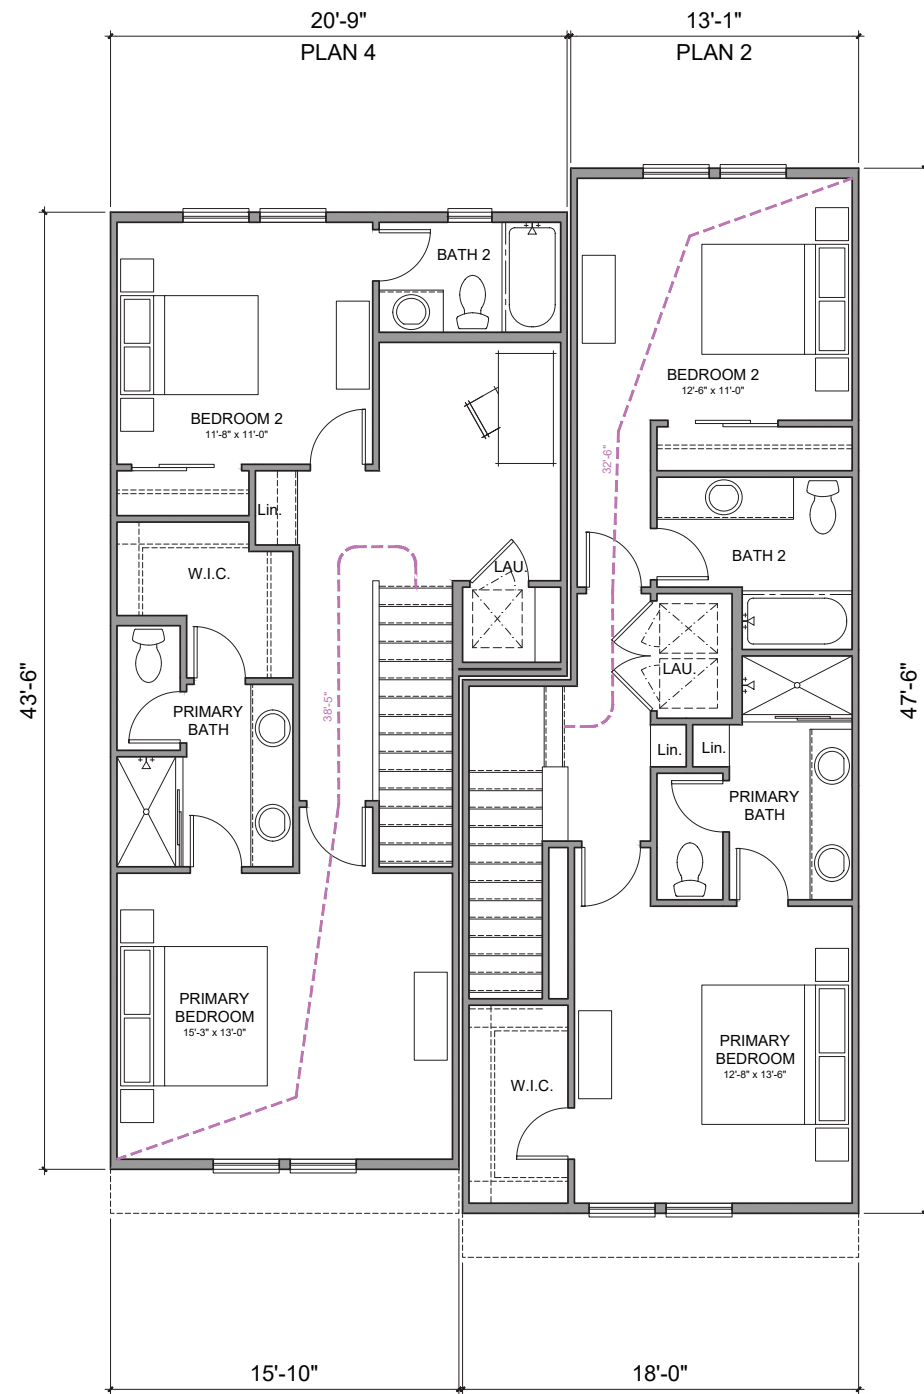 20'-9"
13'-1"
PLAN 4
PLAN 2
BATH 2
BEDROOM 2
12'-6" x 11'-0"
BEDROOM 2
11'-8" x 11'-0"
32'-6"
Lin.
BATH 2
W.I.C.
LAU.
LAU.
43'-6"
47'-6"
38'-5"
PRIMARY
BATH
Lin.
Lin.
PRIMARY
BATH
PRIMARY
BEDROOM
15'-3" x 13'-0"
PRIMARY
BEDROOM
12'-8" x 13'-6"
W.I.C.
15'-10"
18'-0"